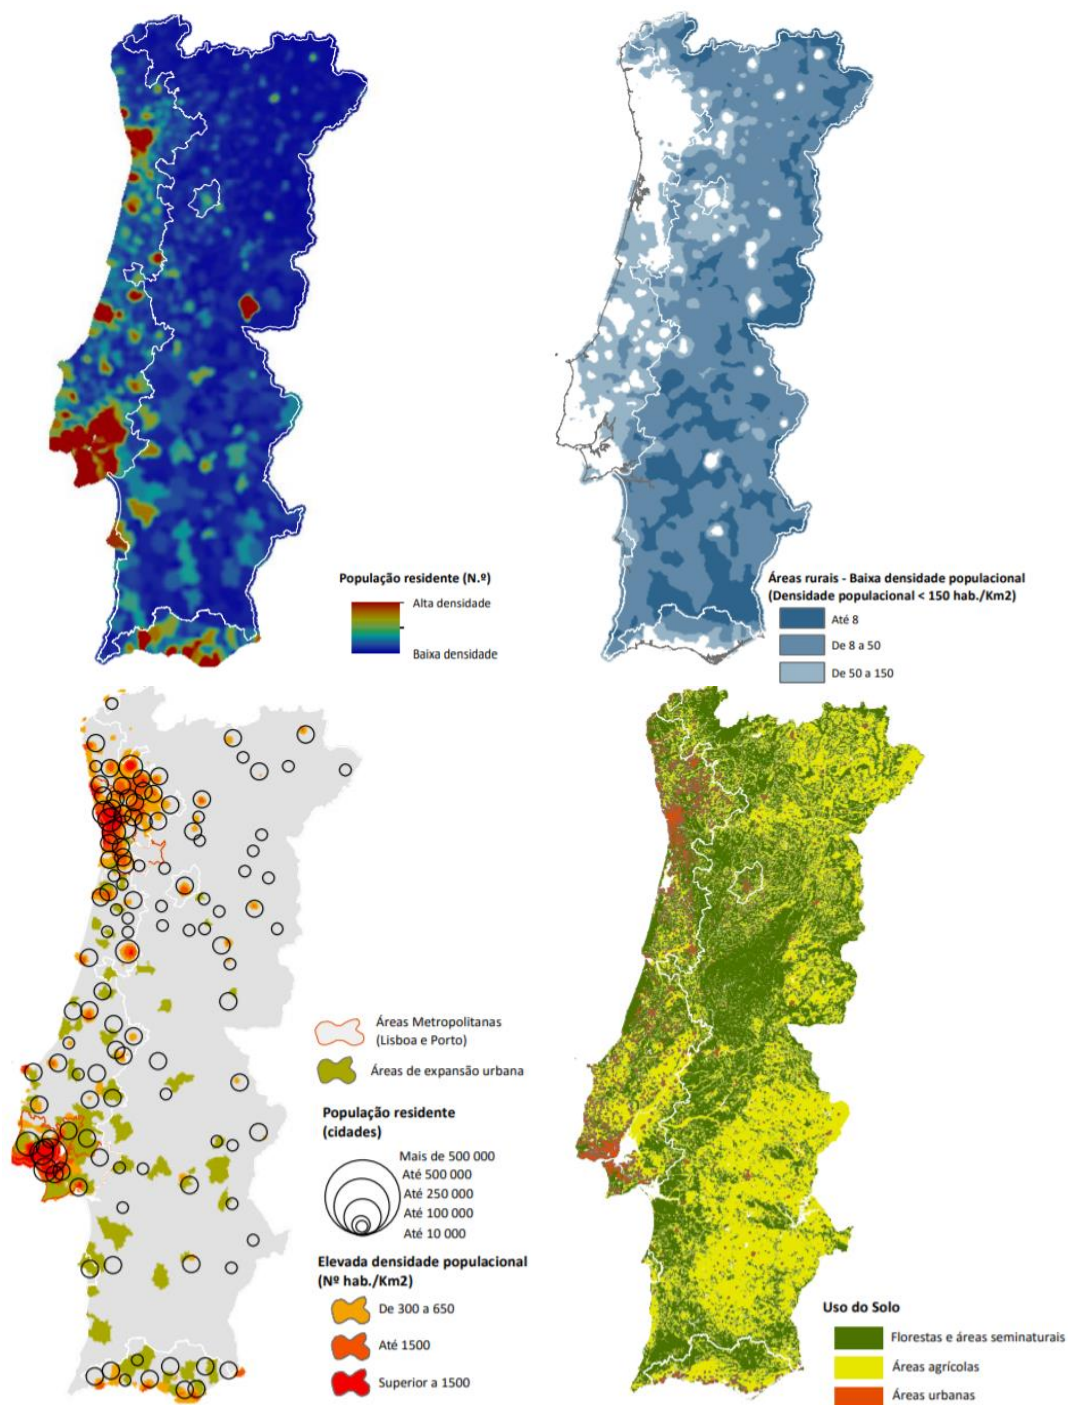 População residente (N.º)
Alta densidade
Baixa densidade
Áreas rurais - Baixa densidade populacional
(Densidade populacional < 150 hab./Km2)
Até 8
De 8 a 50
De 50 a 150
Áreas Metropolitanas
(Lisboa e Porto)
Áreas de expansão urbana
População residente
(cidades)
Mais de 500 000
Até 500 000
Até 250 000
Até 100 000
Até 10 000
Elevada densidade populacional
(Nº hab./Km2)
De 300 a 650
Até 1500
Superior a 1500
Uso do Solo
Florestas e áreas seminaturais
Áreas agrícolas
Áreas urbanas